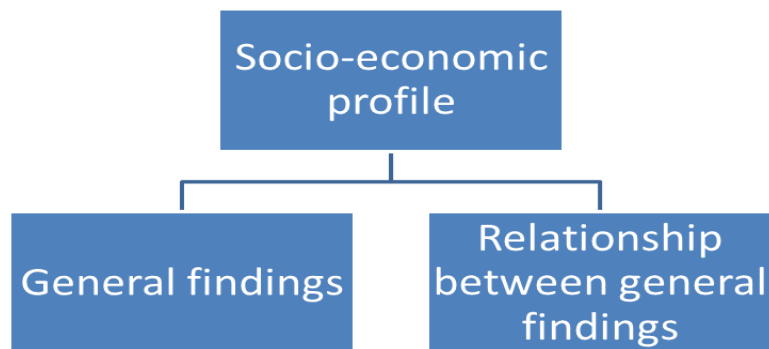 Socio-economic
profile
General findings
Relationship
between general
findings